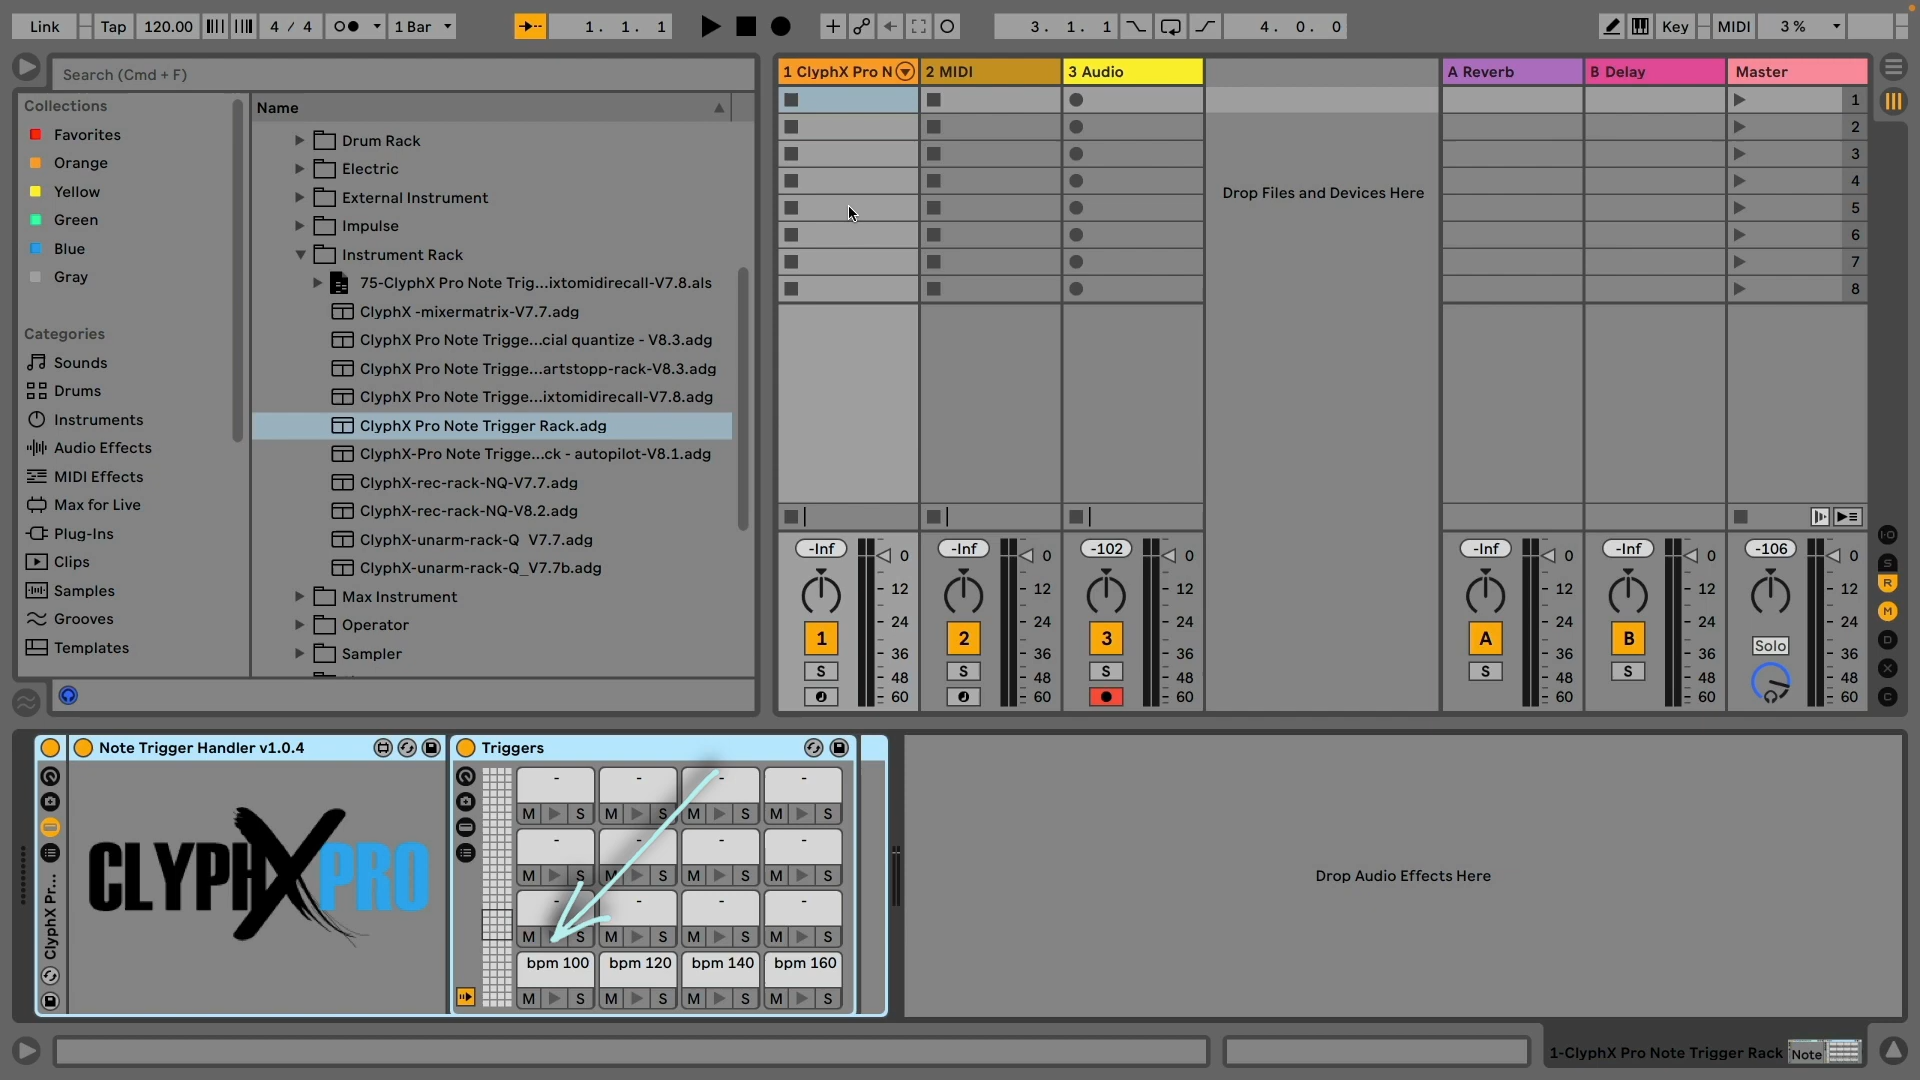 Link Tap 120.00 4 / 4 1 Bar 1. 1. 1 3. 1. 1 4. 0. 0 Key MIDI 3 %
Search (Cmd + F)
Collections
Favorites
Orange
Yellow
Green
Blue
Gray
Categories
Sounds
Drums
Instruments
Audio Effects
MIDI Effects
Max for Live
Plug-Ins
Clips
Samples
Grooves
Templates
Name
Drum Rack
Electric
External Instrument
Impulse
Instrument Rack
75-ClyphX Pro Note Trig...ixtomidirecall-V7.8.als
ClyphX -mixermatrix-V7.7.adg
ClyphX Pro Note Trigge...cial quantize - V8.3.adg
ClyphX Pro Note Trigge...artstopp-rack-V8.3.adg
ClyphX Pro Note Trigge...ixtomidirecall-V7.8.adg
ClyphX Pro Note Trigger Rack.adg
ClyphX-Pro Note Trigge...ck - autopilot-V8.1.adg
ClyphX-rec-rack-NQ-V7.7.adg
ClyphX-rec-rack-NQ-V8.2.adg
ClyphX-unarm-rack-Q_V7.7.adg
ClyphX-unarm-rack-Q_V7.7b.adg
Max Instrument
Operator
Sampler
1 ClyphX Pro N 2 MIDI 3 Audio A Reverb B Delay Master
1
2
3
4
5
6
7
8
Drop Files and Devices Here
-Inf 0 -Inf 0 -102 0 -Inf 0 -Inf 0 -106 0
12 12 12 12 12 12
24 24 24 24 24 24
1 2 3 A B Solo
36 36 36 36 36 36
S S S S S
48 48 48 48 48 48
60 60 60 60 60 60
S
R
M
D
X
C
Note Trigger Handler v1.0.4
CLYPHX PRO
ClyphX Pr...
Triggers
- - - -
M S M S M S M S
- - - -
M S M S M S M S
- - - -
M S M S M S M S
bpm 100 bpm 120 bpm 140 bpm 160
M S M S M S M S
Drop Audio Effects Here
1-ClyphX Pro Note Trigger Rack Note